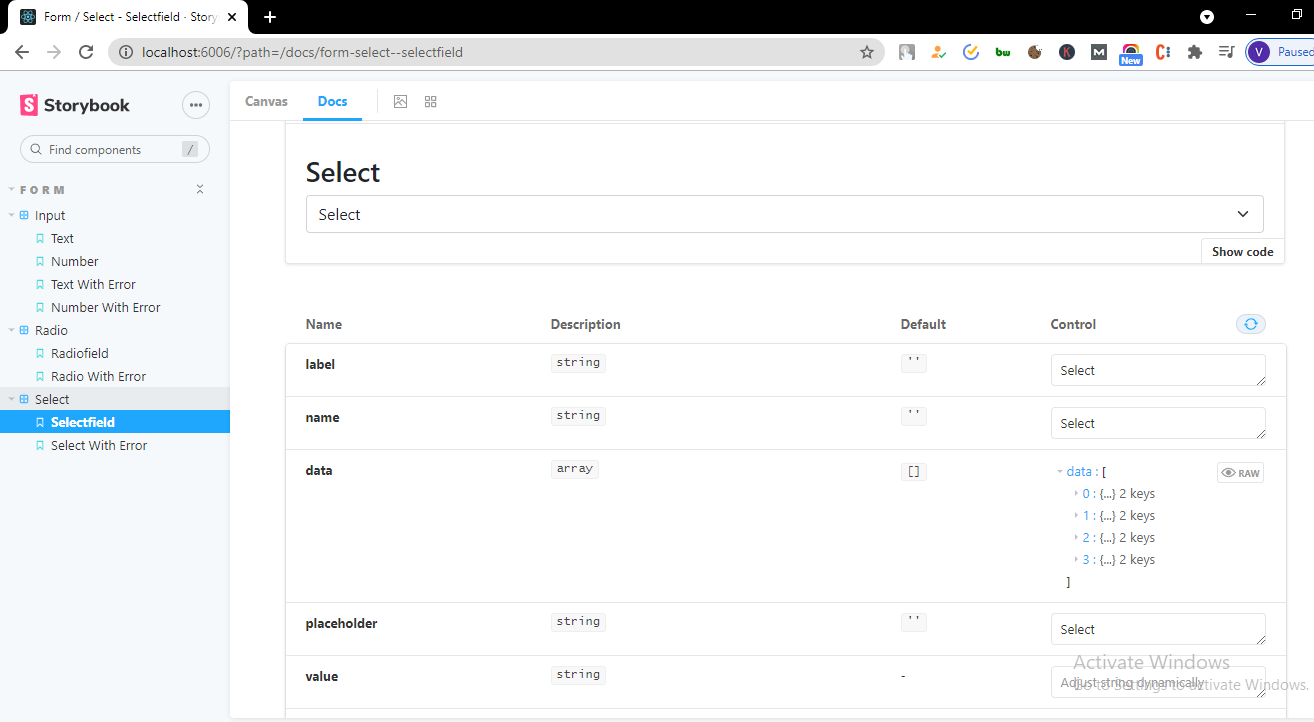 Form / Select - Selectfield · Story
localhost:6006/?path=/docs/form-select--selectfield
bw
K
M
New
C
V
Paused
S
Storybook
Find components
/
FORM
Input
Text
Number
Text With Error
Number With Error
Radio
Radiofield
Radio With Error
Select
Selectfield
Select With Error
Canvas
Docs
Select
Select
Show code
Name Description Default Control
label string '' Select
name string '' Select
data array [] data : [
RAW
0 : {...} 2 keys
1 : {...} 2 keys
2 : {...} 2 keys
3 : {...} 2 keys
]
placeholder string '' Select
value string - Adjust string dynamically
Activate Windows
Go to Settings to activate Windows.